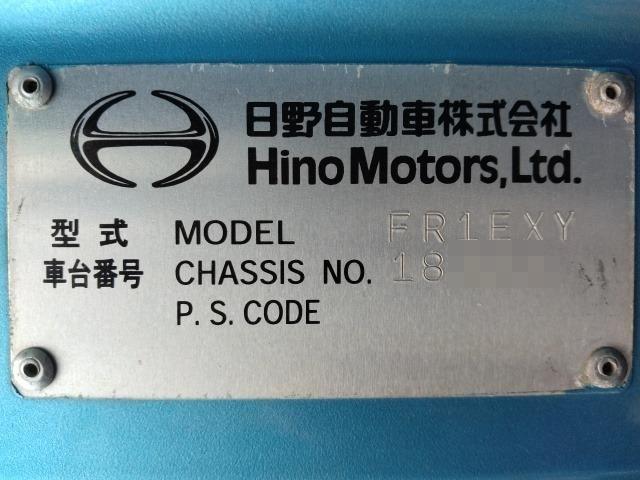 日野自動車株式会社
Hino Motors, Ltd.
型式 MODEL FR1EXY
車台番号 CHASSIS NO. 18
P. S. CODE